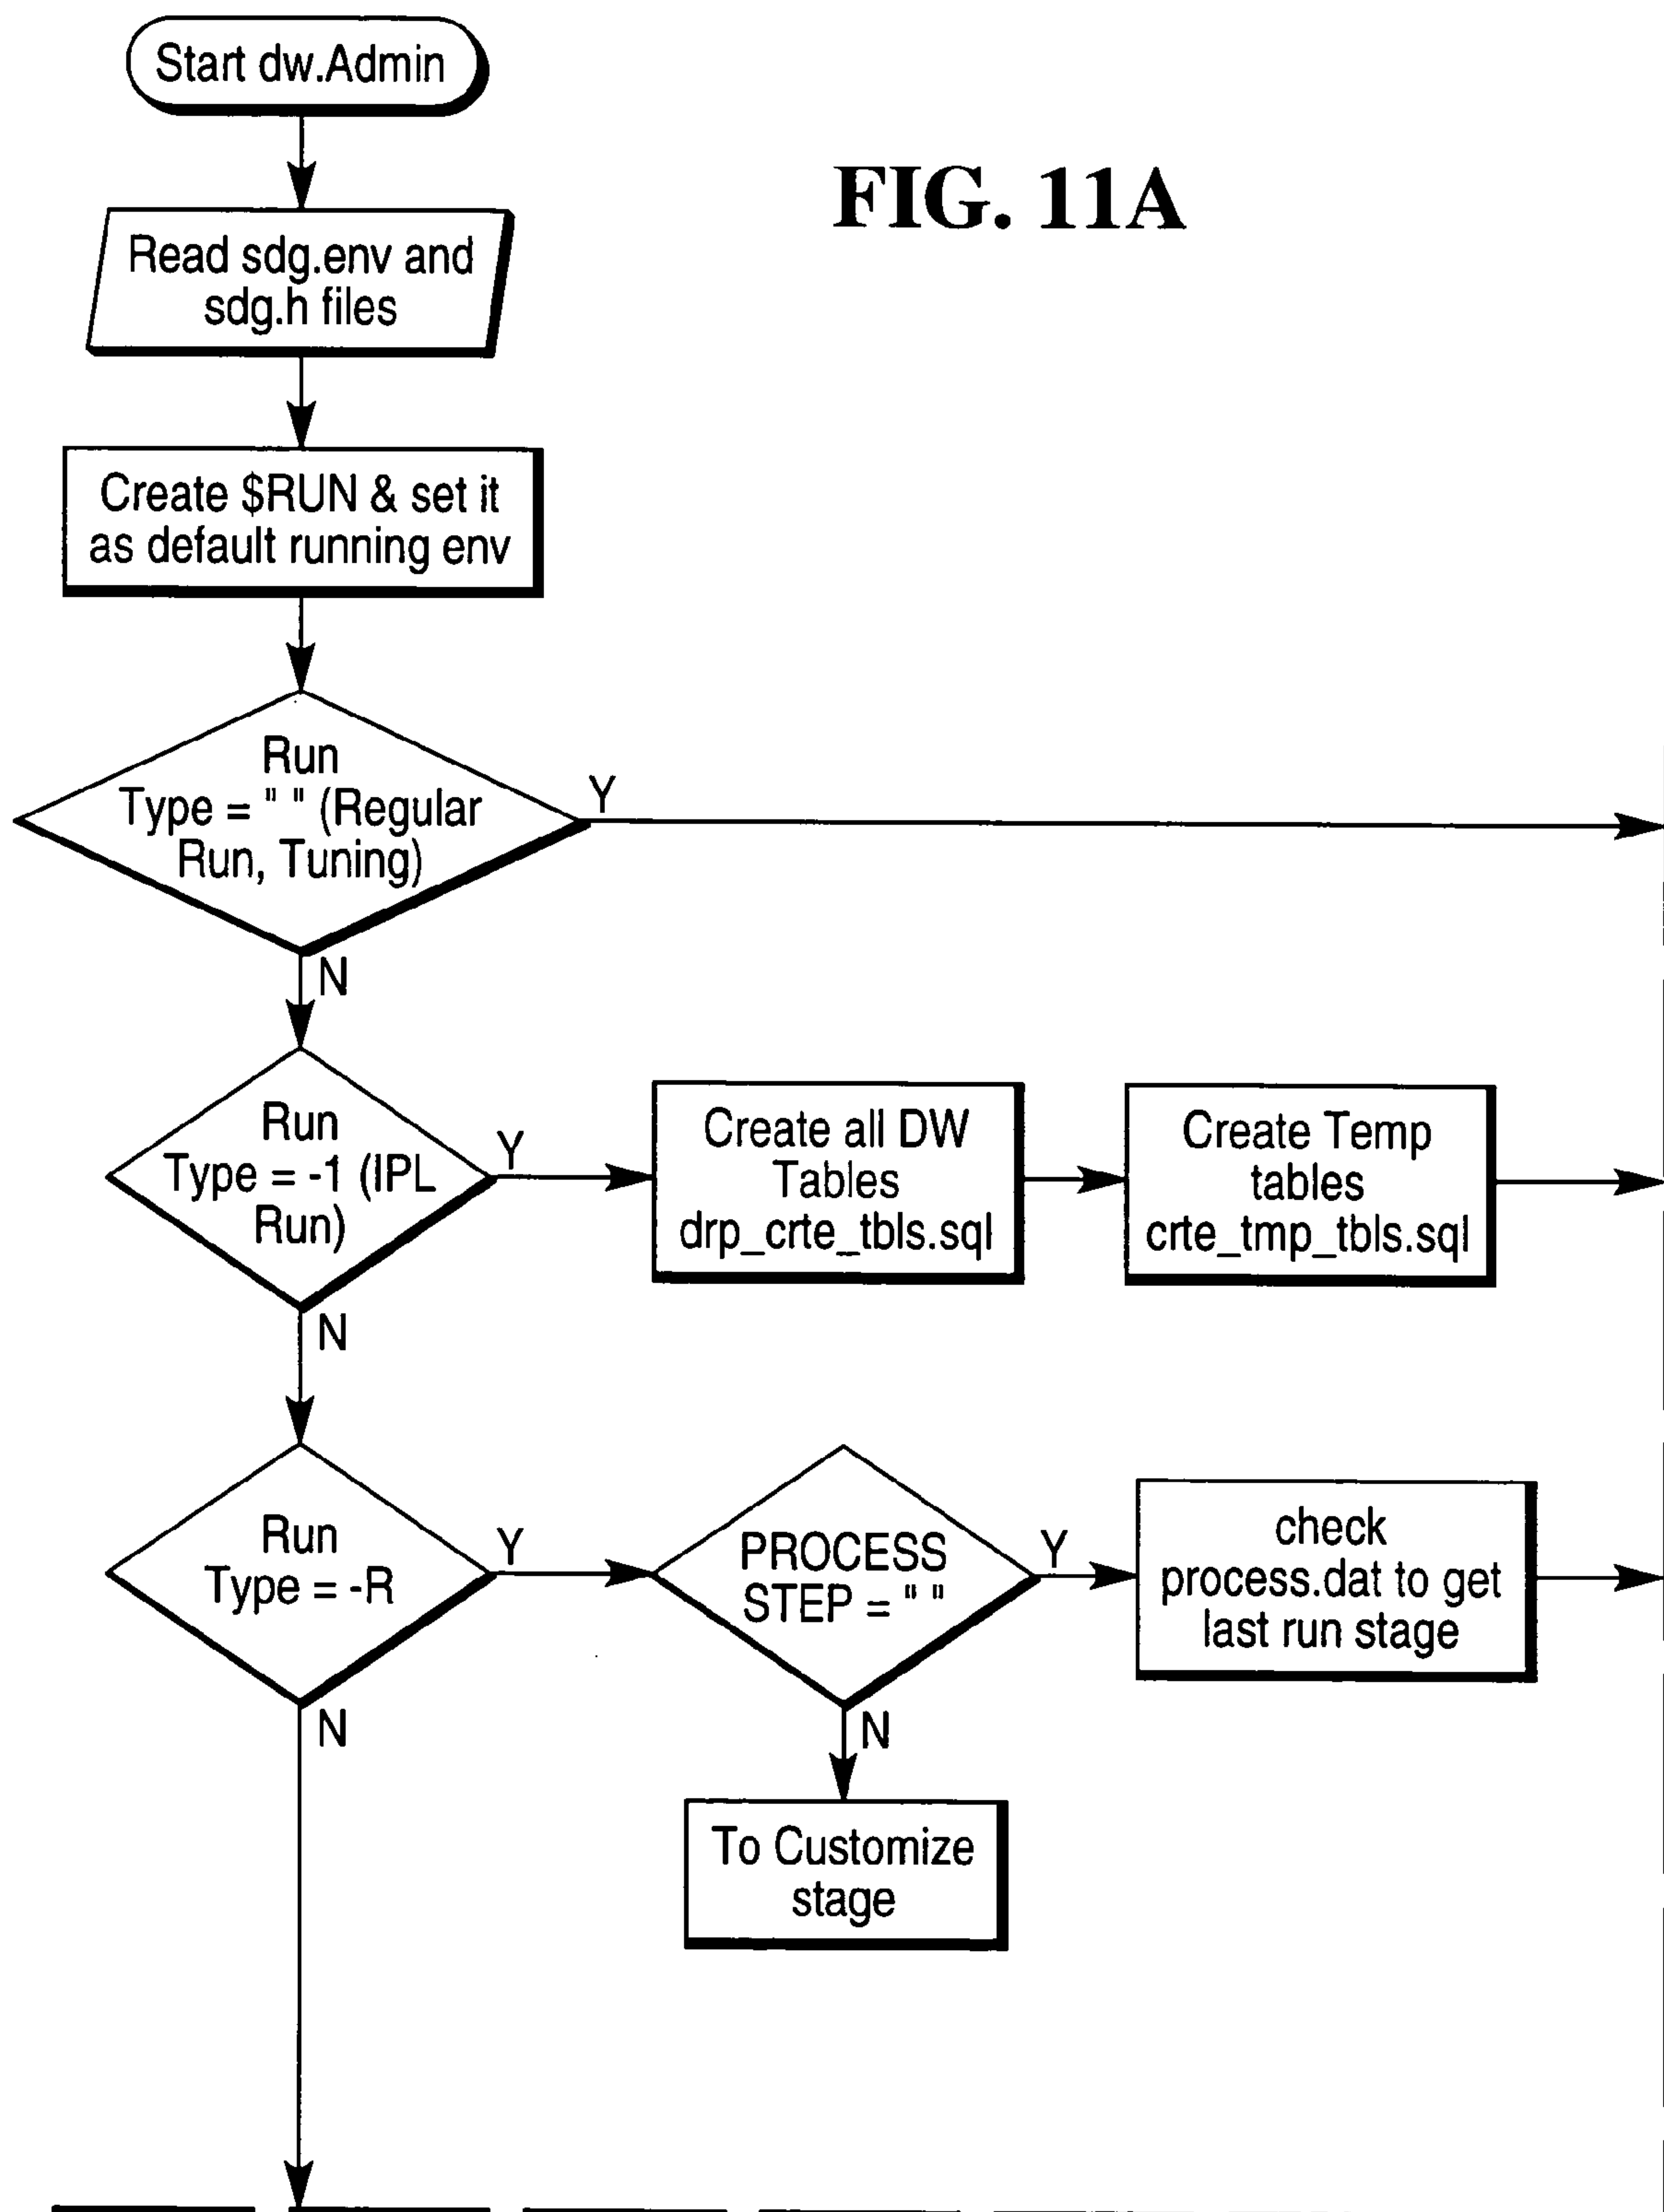 Start dw.Admin
FIG. 11A
Read sdg.env and
sdg.h files
Create $RUN & set it
as default running env
Run
Type = " " (Regular
Run, Tuning)
Y
N
Run
Type = -1 (IPL
Run)
Y
Create all DW
Tables
drp_crte_tbls.sql
Create Temp
tables
crte_tmp_tbls.sql
N
Run
Type = -R
Y
PROCESS
STEP = " "
Y
check
process.dat to get
last run stage
N
N
To Customize
stage